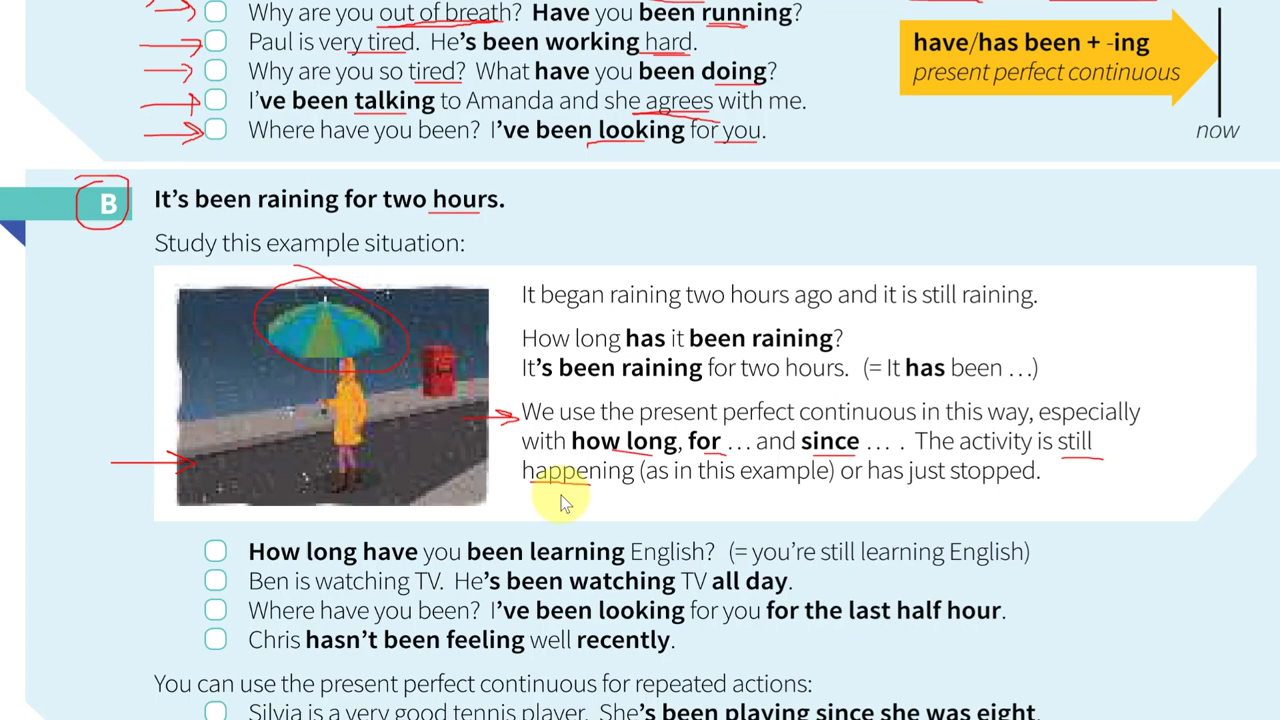 Why are you out of breath? Have you been running?
Paul is very tired. He's been working hard.
Why are you so tired? What have you been doing?
I've been talking to Amanda and she agrees with me.
Where have you been? I've been looking for you.
have/has been + -ing
present perfect continuous
now
B
It's been raining for two hours.
Study this example situation:
It began raining two hours ago and it is still raining.
How long has it been raining?
It's been raining for two hours. (= It has been …)
We use the present perfect continuous in this way, especially
with how long, for … and since … . The activity is still
happening (as in this example) or has just stopped.
How long have you been learning English? (= you're still learning English)
Ben is watching TV. He's been watching TV all day.
Where have you been? I've been looking for you for the last half hour.
Chris hasn't been feeling well recently.
You can use the present perfect continuous for repeated actions:
Silvia is a very good tennis player. She's been playing since she was eight.